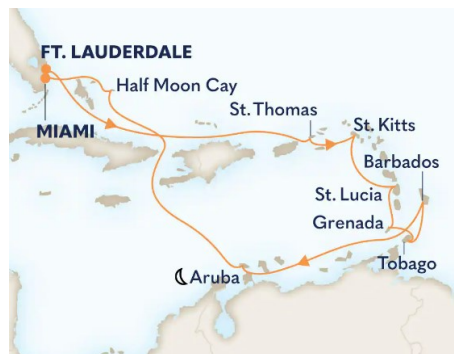 FT. LAUDERDALE
Half Moon Cay
MIAMI
St. Thomas
St. Kitts
Barbados
St. Lucia
Grenada
Tobago
Aruba